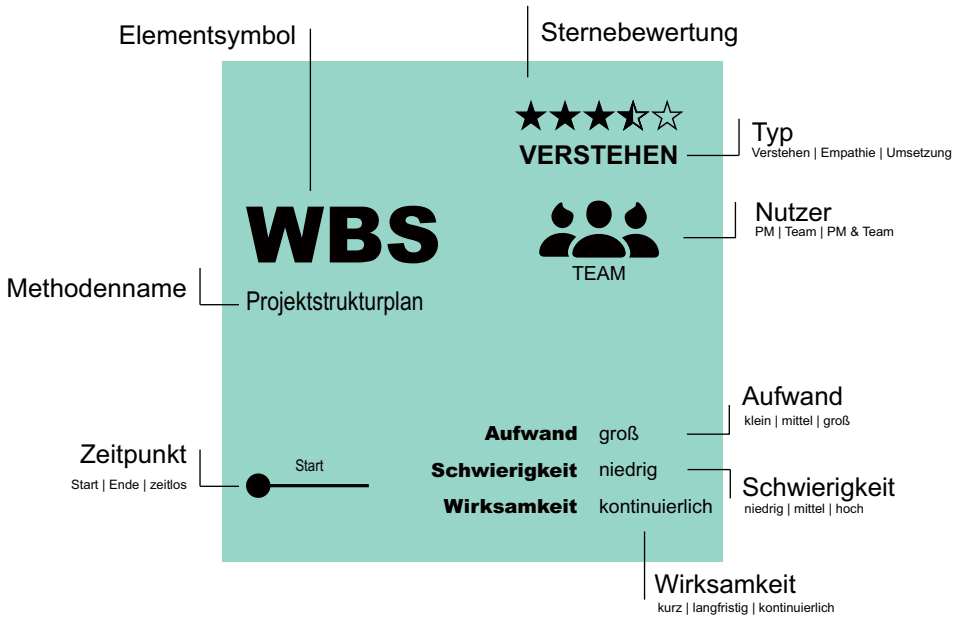 Elementsymbol
Sternebewertung
VERSTEHEN
Typ
Verstehen | Empathie | Umsetzung
WBS
Nutzer
PM | Team | PM & Team
TEAM
Methodenname
Projektstrukturplan
Aufwand
klein | mittel | groß
Aufwand groß
Zeitpunkt
Start | Ende | zeitlos
Start
Schwierigkeit niedrig
Schwierigkeit
niedrig | mittel | hoch
Wirksamkeit kontinuierlich
Wirksamkeit
kurz | langfristig | kontinuierlich